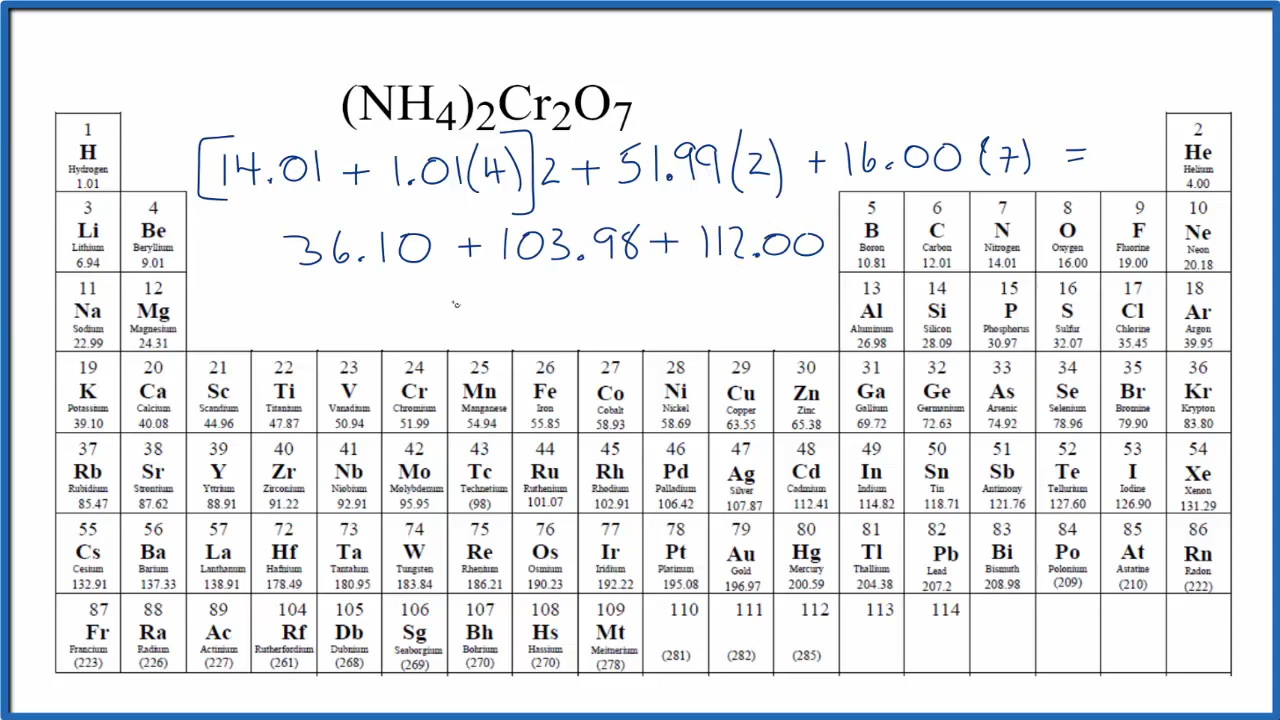 (NH4)2Cr2O7
[14.01 + 1.01(4)]2 + 51.99(2) + 16.00(7) =
36.10 + 103.98 + 112.00
1 2
H He
Hydrogen Helium
1.01 4.00
3 4 5 6 7 8 9 10
Li Be B C N O F Ne
Lithium Beryllium Boron Carbon Nitrogen Oxygen Fluorine Neon
6.94 9.01 10.81 12.01 14.01 16.00 19.00 20.18
11 12 13 14 15 16 17 18
Na Mg Al Si P S Cl Ar
Sodium Magnesium Aluminum Silicon Phosphorus Sulfur Chlorine Argon
22.99 24.31 26.98 28.09 30.97 32.07 35.45 39.95
19 20 21 22 23 24 25 26 27 28 29 30 31 32 33 34 35 36
K Ca Sc Ti V Cr Mn Fe Co Ni Cu Zn Ga Ge As Se Br Kr
Potassium Calcium Scandium Titanium Vanadium Chromium Manganese Iron Cobalt Nickel Copper Zinc Gallium Germanium Arsenic Selenium Bromine Krypton
39.10 40.08 44.96 47.87 50.94 51.99 54.94 55.85 58.93 58.69 63.55 65.38 69.72 72.63 74.92 78.96 79.90 83.80
37 38 39 40 41 42 43 44 45 46 47 48 49 50 51 52 53 54
Rb Sr Y Zr Nb Mo Tc Ru Rh Pd Ag Cd In Sn Sb Te I Xe
Rubidium Strontium Yttrium Zirconium Niobium Molybdenum Technetium Ruthenium Rhodium Palladium Silver Cadmium Indium Tin Antimony Tellurium Iodine Xenon
85.47 87.62 88.91 91.22 92.91 95.95 (98) 101.07 102.91 106.42 107.87 112.41 114.82 118.71 121.76 127.60 126.90 131.29
55 56 57 72 73 74 75 76 77 78 79 80 81 82 83 84 85 86
Cs Ba La Hf Ta W Re Os Ir Pt Au Hg Tl Pb Bi Po At Rn
Cesium Barium Lanthanum Hafnium Tantalum Tungsten Rhenium Osmium Iridium Platinum Gold Mercury Thallium Lead Bismuth Polonium Astatine Radon
132.91 137.33 138.91 178.49 180.95 183.84 186.21 190.23 192.22 195.08 196.97 200.59 204.38 207.2 208.98 (209) (210) (222)
87 88 89 104 105 106 107 108 109 110 111 112 113 114
Fr Ra Ac Rf Db Sg Bh Hs Mt
Francium Radium Actinium Rutherfordium Dubnium Seaborgium Bohrium Hassium Meitnerium
(223) (226) (227) (261) (268) (269) (270) (270) (278) (281) (282) (285)